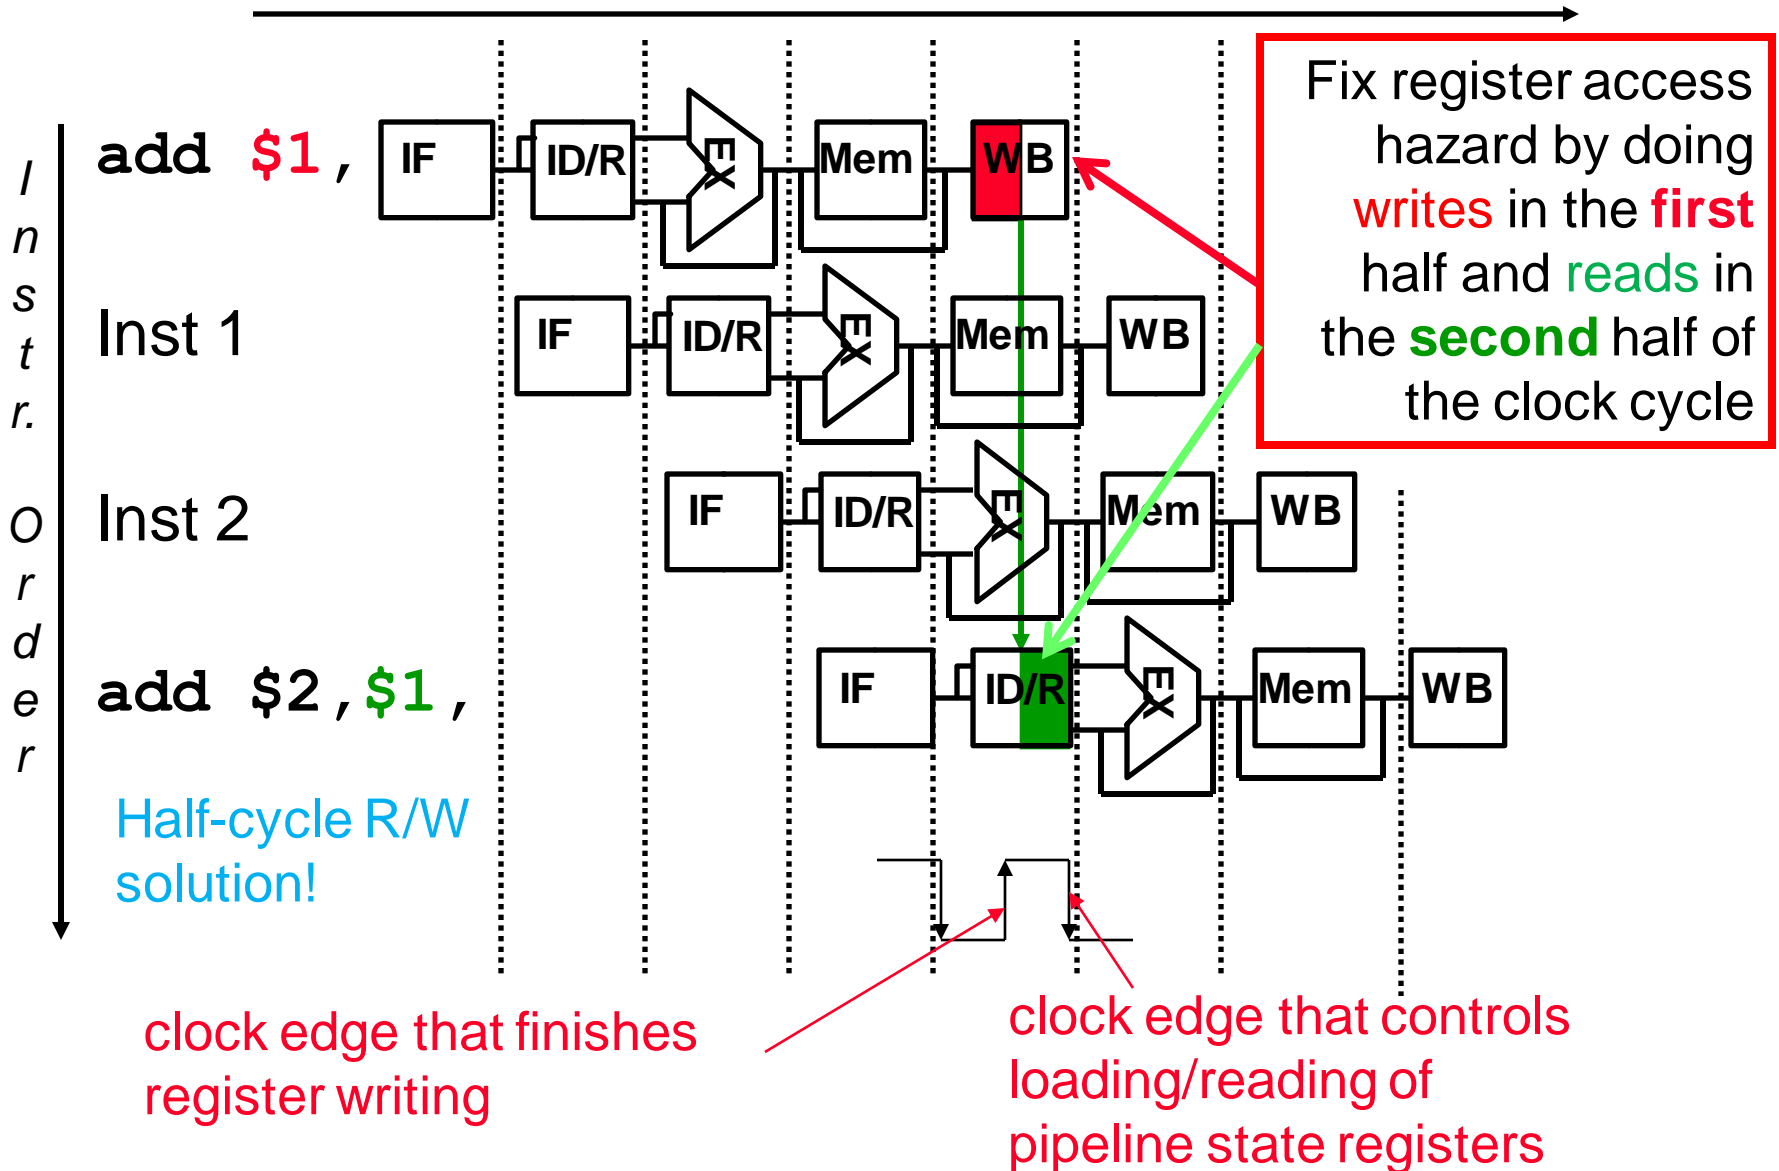 Instr. Order
add $1, IF ID/R EX Mem WB
Inst 1 IF ID/R EX Mem WB
Inst 2 IF ID/R EX Mem WB
add $2,$1, IF ID/R EX Mem WB
Fix register access
hazard by doing
writes in the first
half and reads in
the second half of
the clock cycle
Half-cycle R/W
solution!
clock edge that finishes
register writing
clock edge that controls
loading/reading of
pipeline state registers